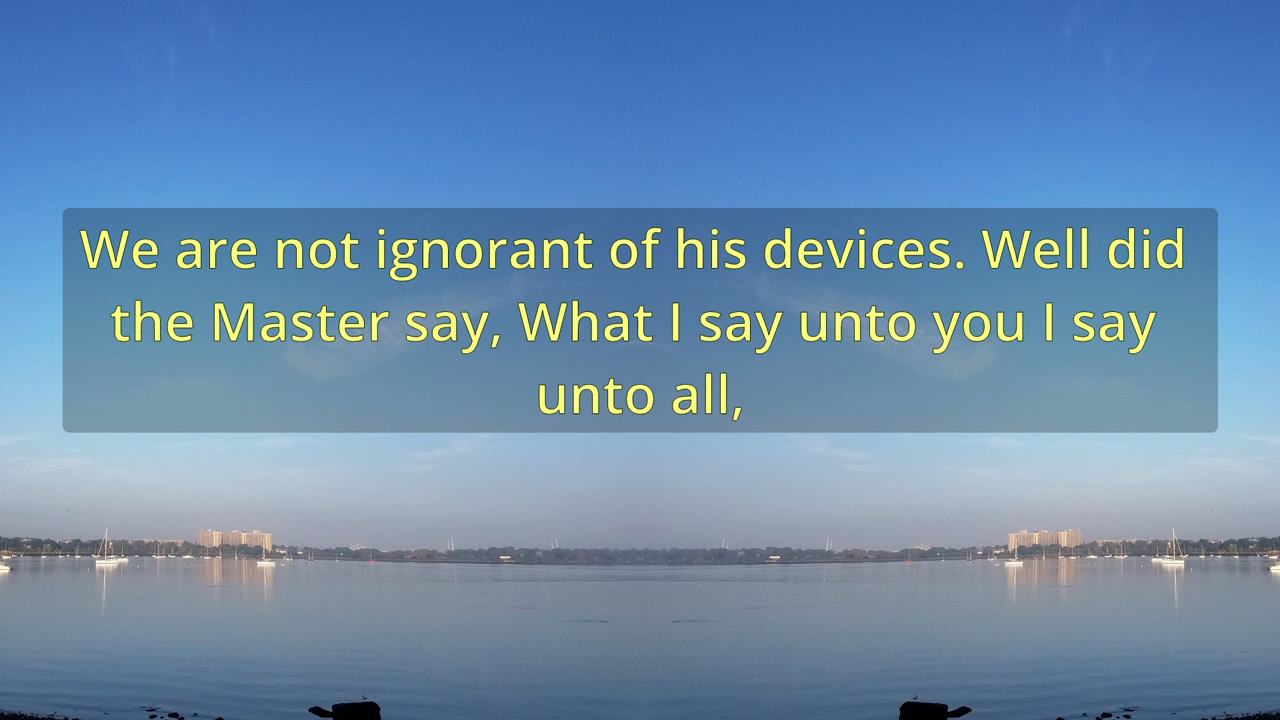 We are not ignorant of his devices. Well did
the Master say, What I say unto you I say
unto all,